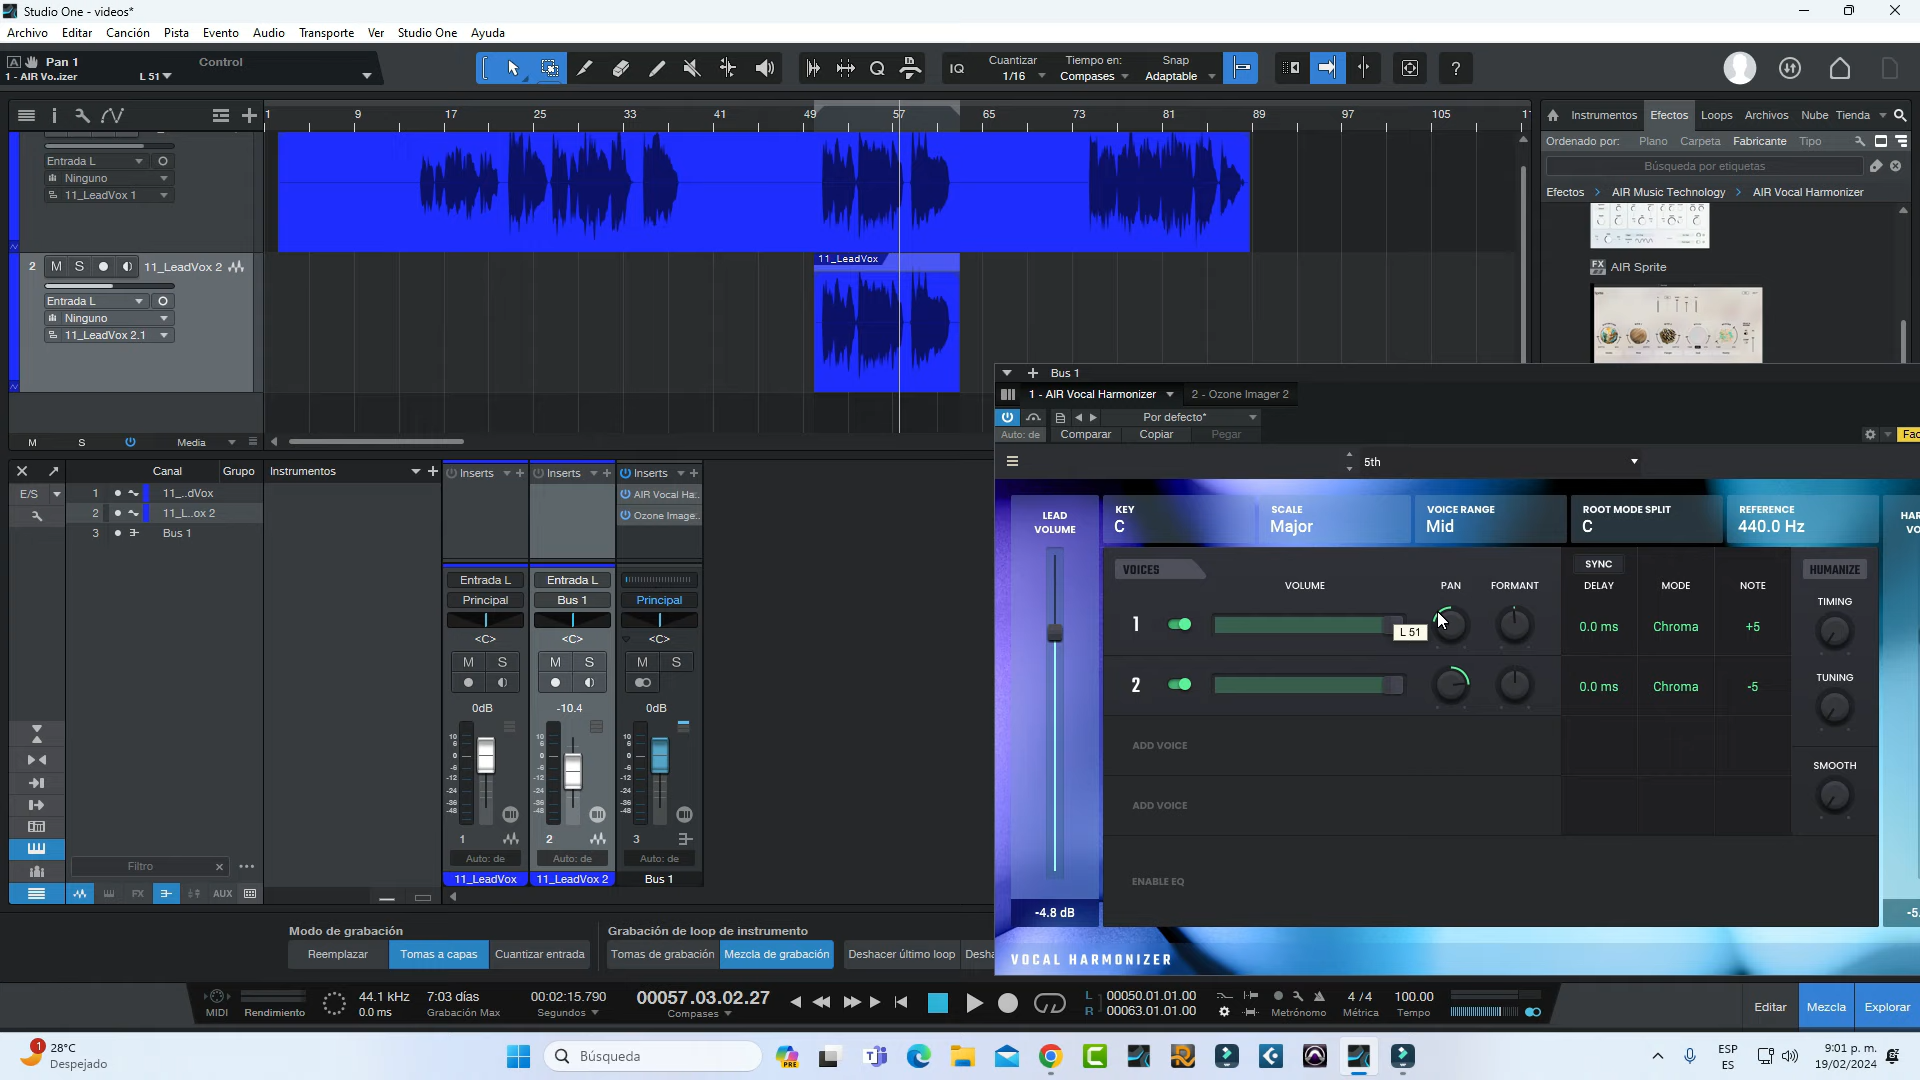 Studio One - videos*
Archivo Editar Canción Pista Evento Audio Transporte Ver Studio One Ayuda
Pan 1
1 - AIR Vo..izer L 51
Control
IQ
Cuantizar
1/16
Tiempo en:
Compases
Snap
Adaptable
?
1 9 17 25 33 41 49 57 65 73 81 89 97 105
Instrumentos Efectos Loops Archivos Nube Tienda
Ordenado por: Plano Carpeta Fabricante Tipo
Búsqueda por etiquetas
Efectos > AIR Music Technology > AIR Vocal Harmonizer
FX AIR Sprite
Entrada L
Ninguno
11_LeadVox 1
2 M S 11_LeadVox 2
Entrada L
Ninguno
11_LeadVox 2.1
11_LeadVox
M S Media
Bus 1
1 - AIR Vocal Harmonizer 2 - Ozone Imager 2
Por defecto*
Auto: de Comparar Copiar Pegar
5th
LEAD VOLUME
-4.8 dB
KEY
C
SCALE
Major
VOICE RANGE
Mid
ROOT MODE SPLIT
C
REFERENCE
440.0 Hz
VOICES
VOLUME PAN FORMANT
SYNC
DELAY MODE NOTE
HUMANIZE
TIMING
1 0.0 ms Chroma +5
L 51
TUNING
2 0.0 ms Chroma -5
ADD VOICE
SMOOTH
ADD VOICE
ENABLE EQ
VOCAL HARMONIZER
Canal Grupo Instrumentos
E/S
1 11_..dVox
2 11_L..ox 2
3 Bus 1
Filtro
FX AUX
Inserts Inserts Inserts
AIR Vocal Ha..
Ozone Image..
Entrada L Entrada L
Principal Bus 1 Principal
<C> <C> <C>
M S M S M S
0dB -10.4 0dB
1 2 3
Auto: de Auto: de Auto: de
11_LeadVox 11_LeadVox 2 Bus 1
Modo de grabación
Reemplazar Tomas a capas Cuantizar entrada
Grabación de loop de instrumento
Tomas de grabación Mezcla de grabación Deshacer último loop
MIDI Rendimiento
44.1 kHz
0.0 ms
7:03 días
Grabación Max
00:02:15.790
Segundos
00057.03.02.27
Compases
L 00050.01.01.00
R 00063.01.01.00
Metrónomo
4 / 4
Métrica
100.00
Tempo
Editar Mezcla Explorar
1
28°C
Despejado
Búsqueda
PRE
ESP
ES
9:01 p. m.
19/02/2024